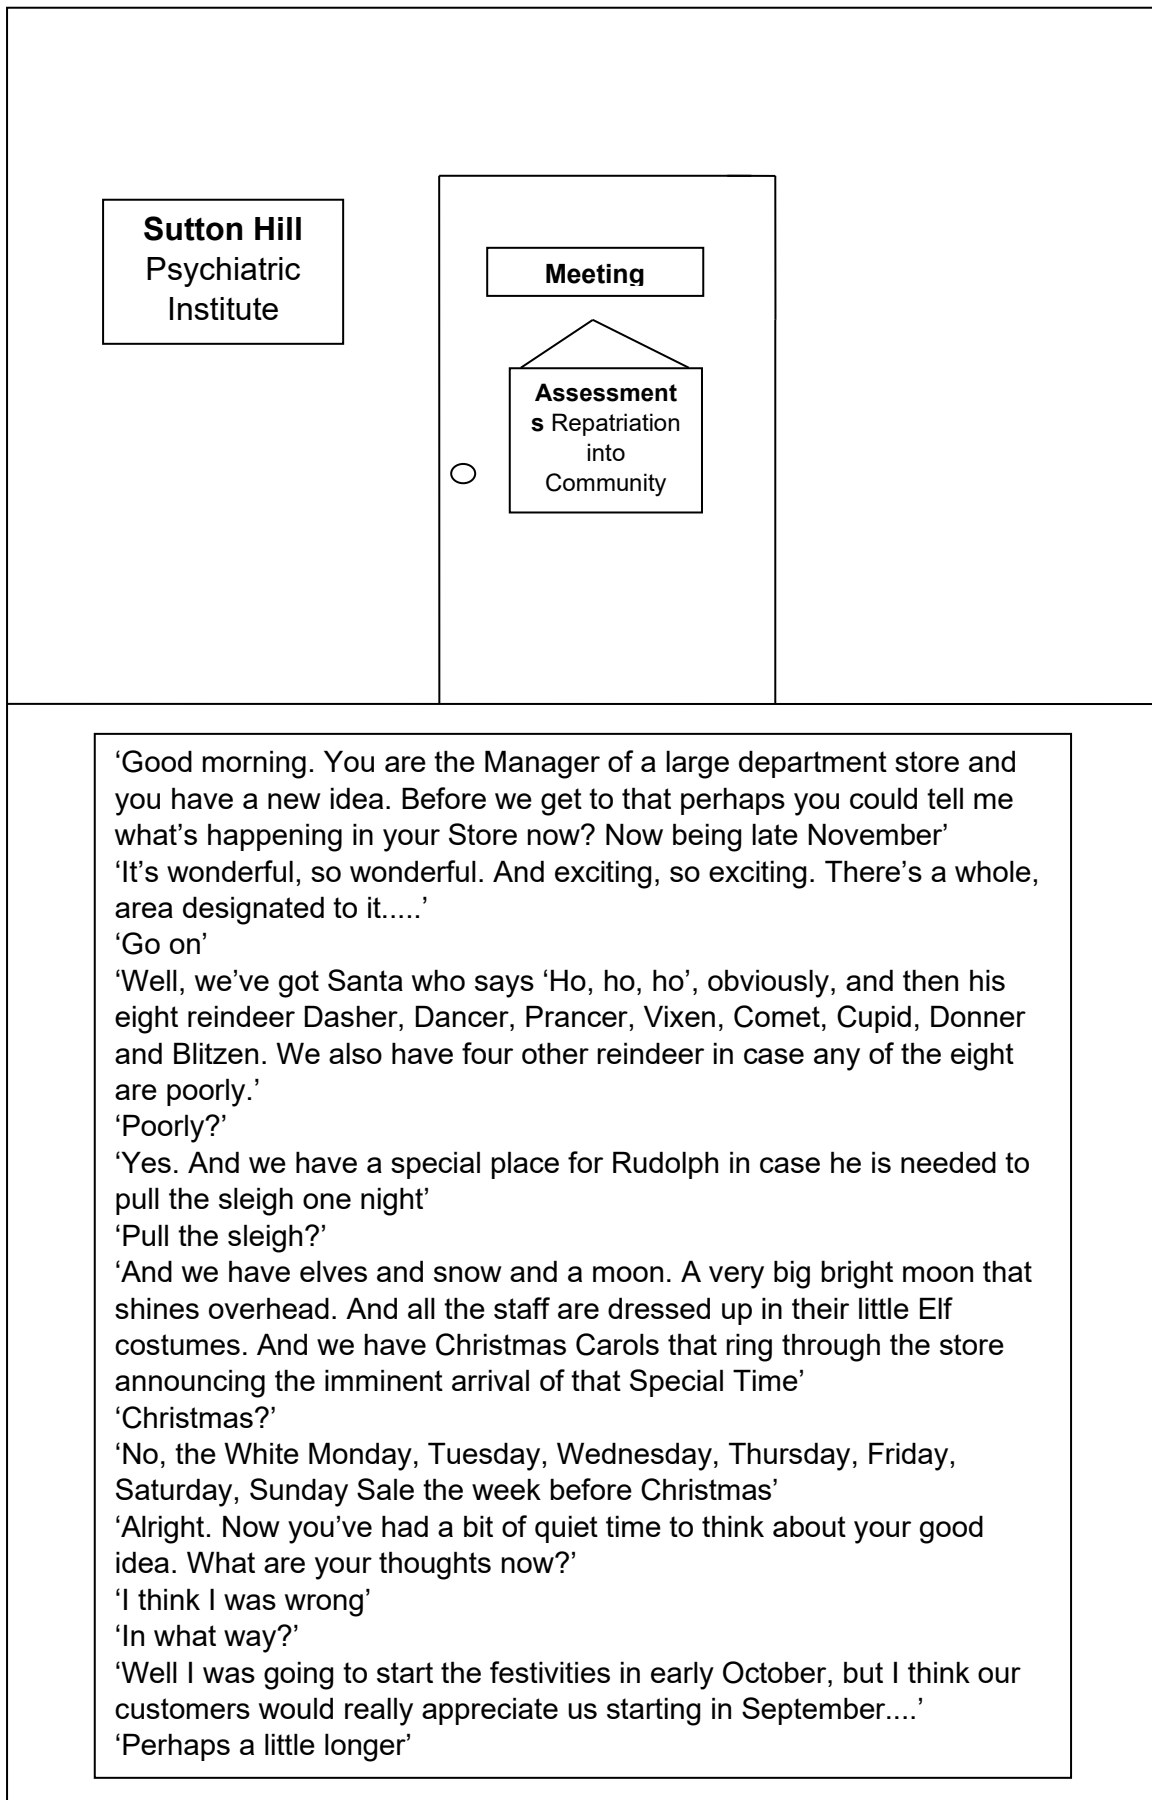 Sutton Hill
Psychiatric
Institute
Meeting
Assessment
s Repatriation
into
Community
‘Good morning. You are the Manager of a large department store and
you have a new idea. Before we get to that perhaps you could tell me
what’s happening in your Store now? Now being late November’
‘It’s wonderful, so wonderful. And exciting, so exciting. There’s a whole,
area designated to it.....’
‘Go on’
‘Well, we’ve got Santa who says ‘Ho, ho, ho’, obviously, and then his
eight reindeer Dasher, Dancer, Prancer, Vixen, Comet, Cupid, Donner
and Blitzen. We also have four other reindeer in case any of the eight
are poorly.’
‘Poorly?’
‘Yes. And we have a special place for Rudolph in case he is needed to
pull the sleigh one night’
‘Pull the sleigh?’
‘And we have elves and snow and a moon. A very big bright moon that
shines overhead. And all the staff are dressed up in their little Elf
costumes. And we have Christmas Carols that ring through the store
announcing the imminent arrival of that Special Time’
‘Christmas?’
‘No, the White Monday, Tuesday, Wednesday, Thursday, Friday,
Saturday, Sunday Sale the week before Christmas’
‘Alright. Now you’ve had a bit of quiet time to think about your good
idea. What are your thoughts now?’
‘I think I was wrong’
‘In what way?’
‘Well I was going to start the festivities in early October, but I think our
customers would really appreciate us starting in September....’
‘Perhaps a little longer’